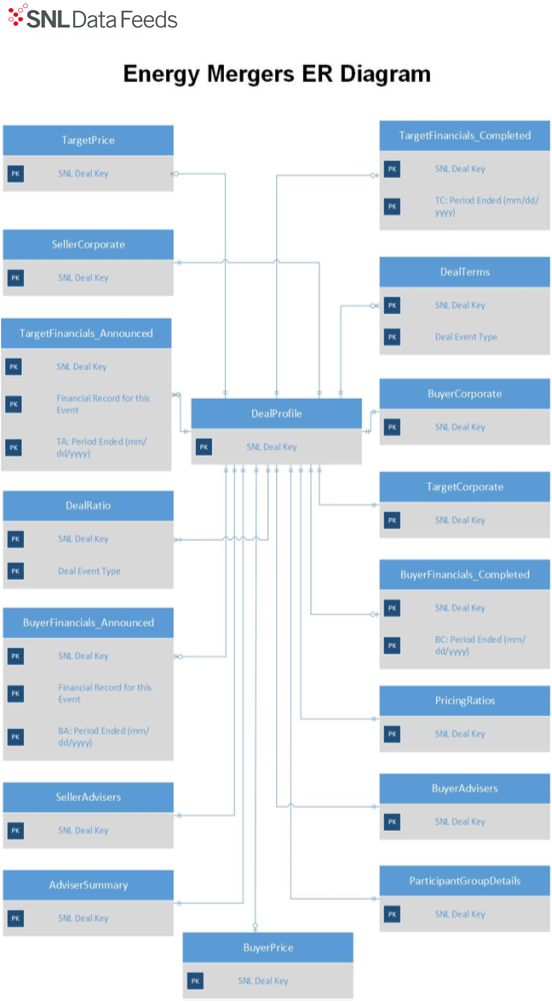 SNL Data Feeds
Energy Mergers ER Diagram
TargetPrice
PK SNL Deal Key
SellerCorporate
PK SNL Deal Key
TargetFinancials_Announced
PK SNL Deal Key
PK Financial Record for this
Event
PK TA: Period Ended (mm/
dd/yyyy)
DealRatio
PK SNL Deal Key
PK Deal Event Type
BuyerFinancials_Announced
PK SNL Deal Key
PK Financial Record for this
Event
PK BA: Period Ended (mm/
dd/yyyy)
SellerAdvisers
PK SNL Deal Key
AdviserSummary
PK SNL Deal Key
DealProfile
PK SNL Deal Key
BuyerPrice
PK SNL Deal Key
TargetFinancials_Completed
PK SNL Deal Key
PK TC: Period Ended (mm/dd/
yyyy)
DealTerms
PK SNL Deal Key
PK Deal Event Type
BuyerCorporate
PK SNL Deal Key
TargetCorporate
PK SNL Deal Key
BuyerFinancials_Completed
PK SNL Deal Key
PK BC: Period Ended (mm/
dd/yyyy)
PricingRatios
PK SNL Deal Key
BuyerAdvisers
PK SNL Deal Key
ParticipantGroupDetails
PK SNL Deal Key